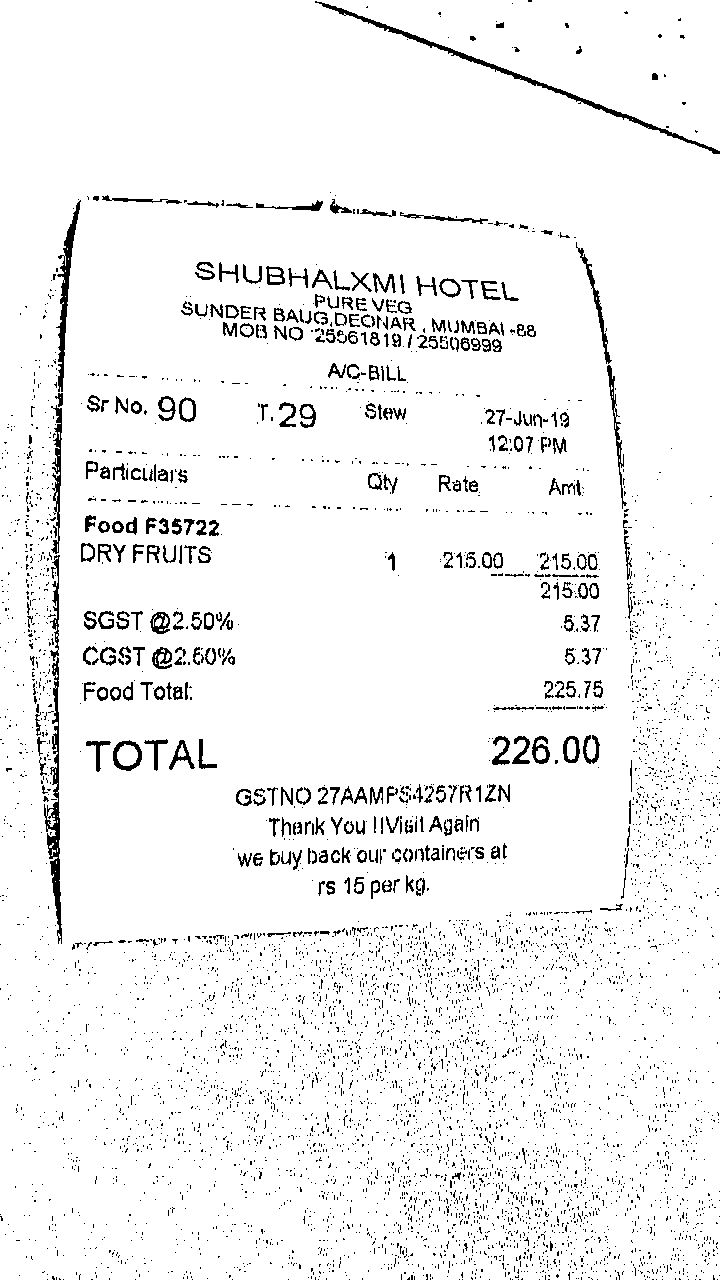 SHUBHALXMI HOTEL
PURE VEG
SUNDER BAUG,DEONAR , MUMBAI -88
MOB NO 25561819 / 25506999
A/C-BILL
Sr No. 90 T.29 Stew 27-Jun-19
12:07 PM
Particulars Qty Rate Amt
Food F35722
DRY FRUITS 1 215.00 215.00
215.00
SGST @2.50% 5.37
CGST @2.50% 5.37
Food Total: 225.75
TOTAL 226.00
GSTNO 27AAMPS4257R1ZN
Thank You !!Visit Again
we buy back our containers at
rs 15 per kg.